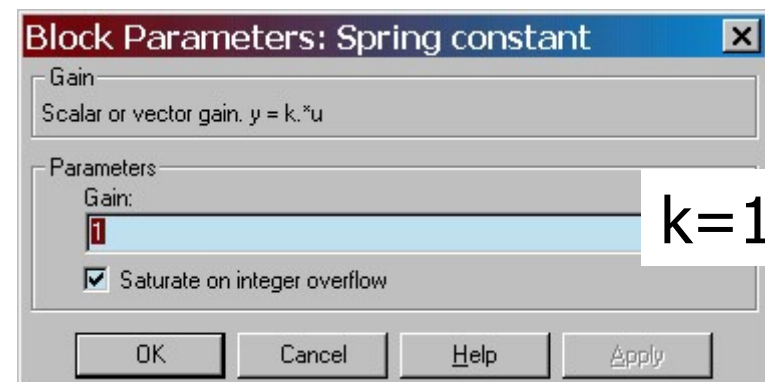 Block Parameters: Spring constant
Gain
Scalar or vector gain. y = k.*u
Parameters
Gain:
1
k=1
Saturate on integer overflow
OK Cancel Help Apply